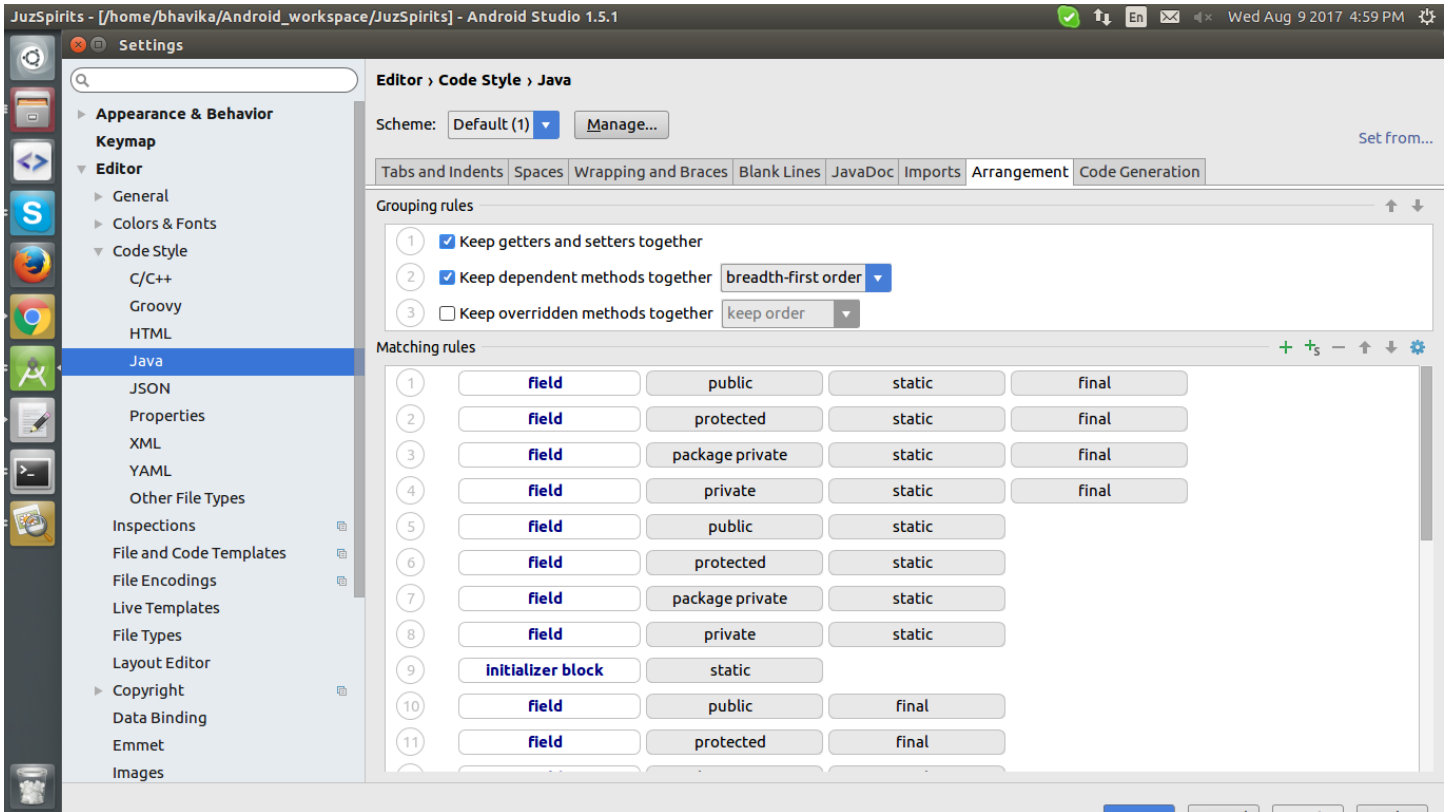 JuzSpirits - [/home/bhavika/Android_workspace/JuzSpirits] - Android Studio 1.5.1
En
Wed Aug 9 2017 4:59 PM
Settings
Appearance & Behavior
Keymap
Editor
General
Colors & Fonts
Code Style
C/C++
Groovy
HTML
Java
JSON
Properties
XML
YAML
Other File Types
Inspections
File and Code Templates
File Encodings
Live Templates
File Types
Layout Editor
Copyright
Data Binding
Emmet
Images
Editor › Code Style › Java
Scheme: Default (1) Manage...
Set from...
Tabs and Indents Spaces Wrapping and Braces Blank Lines JavaDoc Imports Arrangement Code Generation
Grouping rules
1 Keep getters and setters together
2 Keep dependent methods together breadth-first order
3 Keep overridden methods together keep order
Matching rules
1 field public static final
2 field protected static final
3 field package private static final
4 field private static final
5 field public static
6 field protected static
7 field package private static
8 field private static
9 initializer block static
10 field public final
11 field protected final